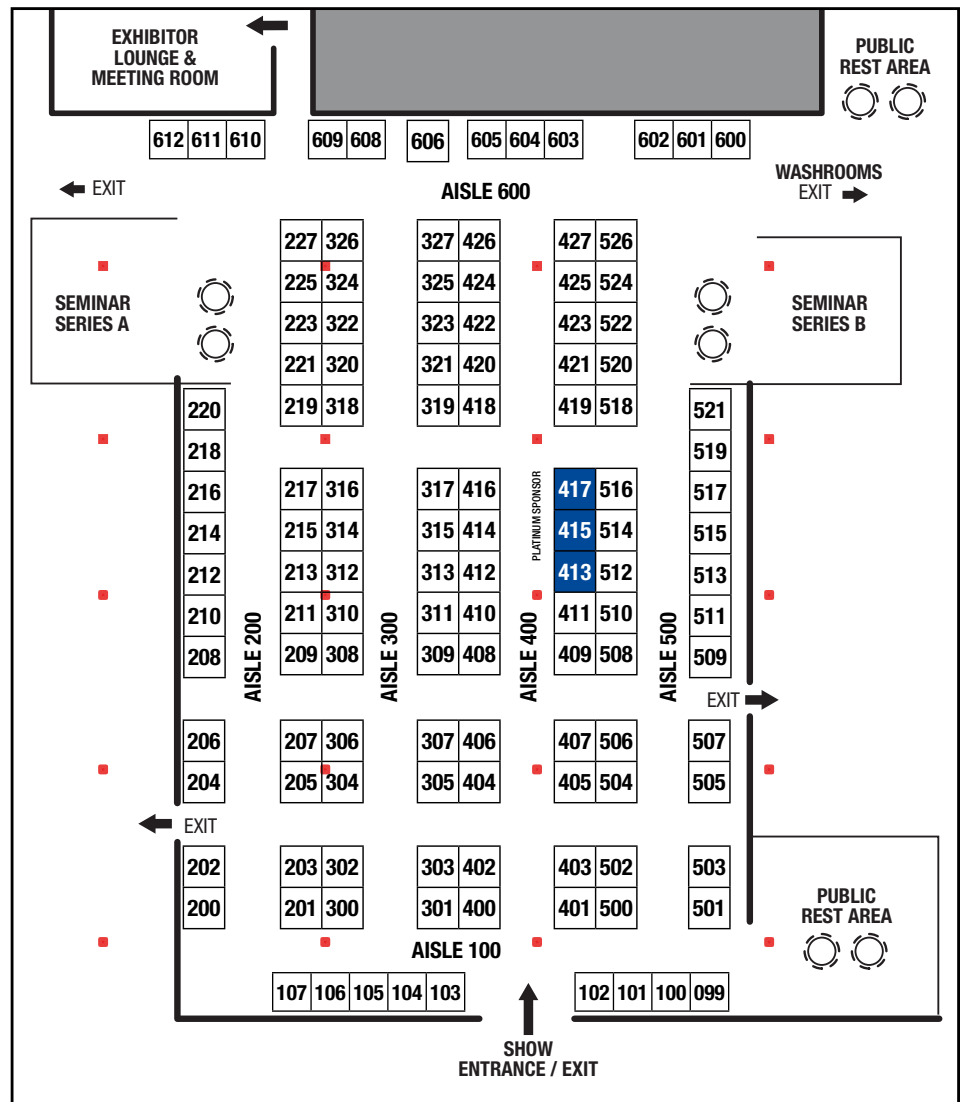 EXHIBITOR
LOUNGE &
MEETING ROOM
PUBLIC
REST AREA
612 611 610
609 608
606
605 604 603
602 601 600
EXIT
AISLE 600
WASHROOMS
EXIT
227 326
327 426
427 526
225 324
325 424
425 524
SEMINAR
SERIES A
SEMINAR
SERIES B
223 322
323 422
423 522
221 320
321 420
421 520
219 318
319 418
419 518
220
218
216
214
212
210
208
521
519
517
515
513
511
509
217 316
317 416
417 516
215 314
315 414
415 514
213 312
313 412
413 512
211 310
311 410
411 510
209 308
309 408
409 508
PLATINUM SPONSOR
AISLE 200
AISLE 300
AISLE 400
AISLE 500
EXIT
206
207 306
307 406
407 506
507
204
205 304
305 404
405 504
505
EXIT
202
203 302
303 402
403 502
503
200
201 300
301 400
401 500
501
PUBLIC
REST AREA
AISLE 100
107 106 105 104 103
102 101 100 099
SHOW
ENTRANCE / EXIT